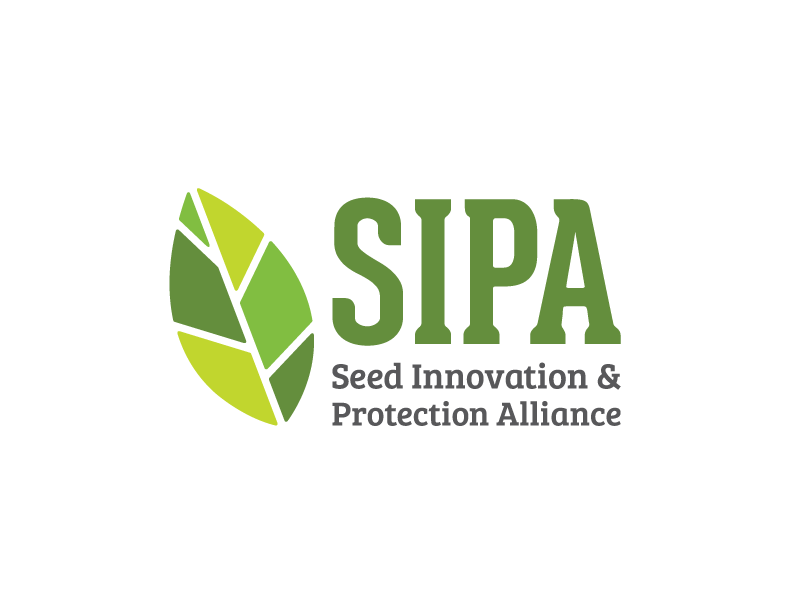 SIPA
Seed Innovation &
Protection Alliance